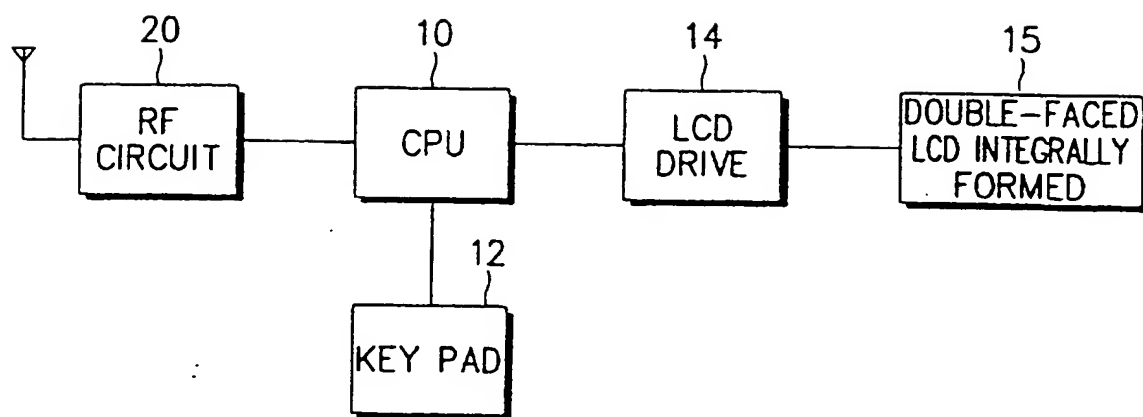 20
10
14
15
RF
CIRCUIT
CPU
LCD
DRIVE
DOUBLE-FACED
LCD INTEGRALLY
FORMED
12
KEY PAD